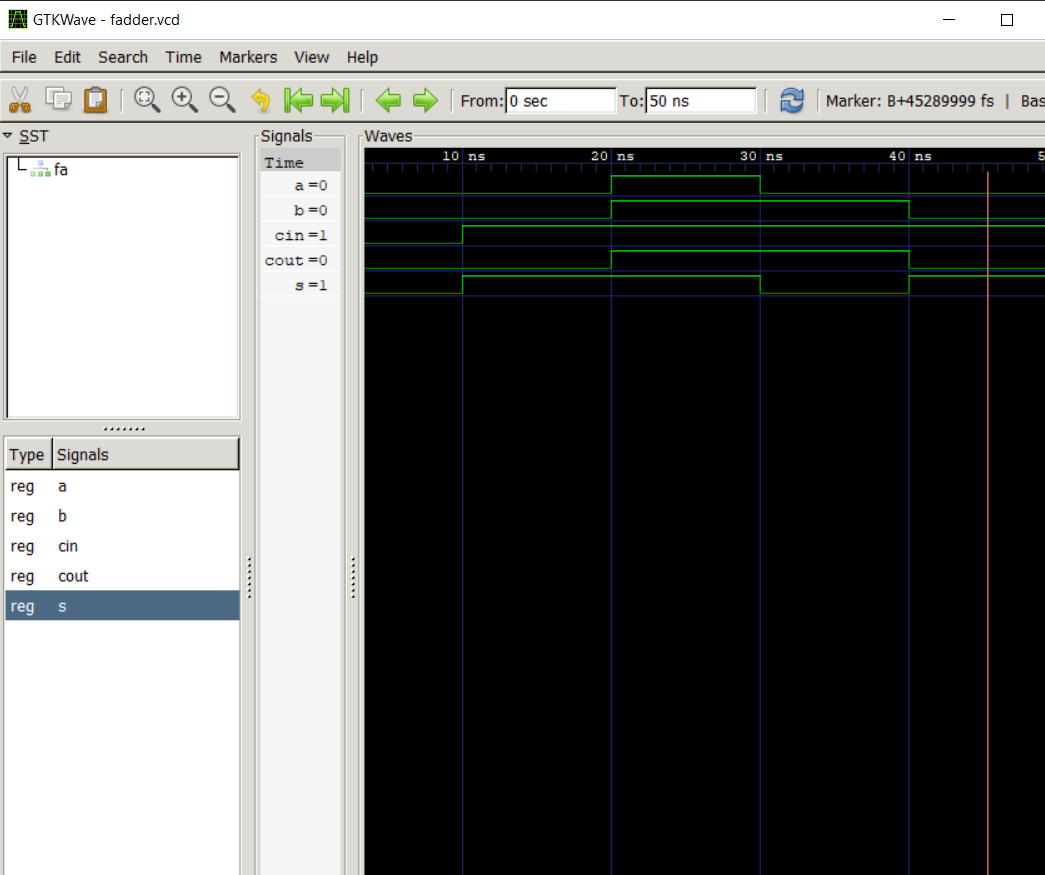 GTKWave - fadder.vcd
File Edit Search Time Markers View Help
From: 0 sec To: 50 ns Marker: B+45289999 fs | Bas
SST
fa
Type Signals
reg a
reg b
reg cin
reg cout
reg s
Signals
Time
a =0
b =0
cin =1
cout =0
s =1
Waves
10 ns 20 ns 30 ns 40 ns 5